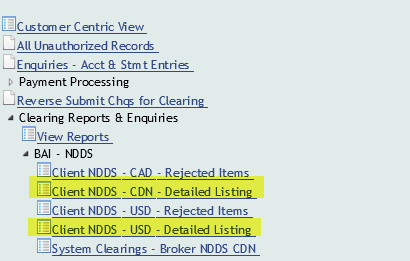 Customer Centric View
All Unauthorized Records
Enquiries - Acct & Stmt Entries
Payment Processing
Reverse Submit Chqs for Clearing
Clearing Reports & Enquiries
View Reports
BAI - NDDS
Client NDDS - CAD - Rejected Items
Client NDDS - CDN - Detailed Listing
Client NDDS - USD - Rejected Items
Client NDDS - USD - Detailed Listing
System Clearings - Broker NDDS CDN